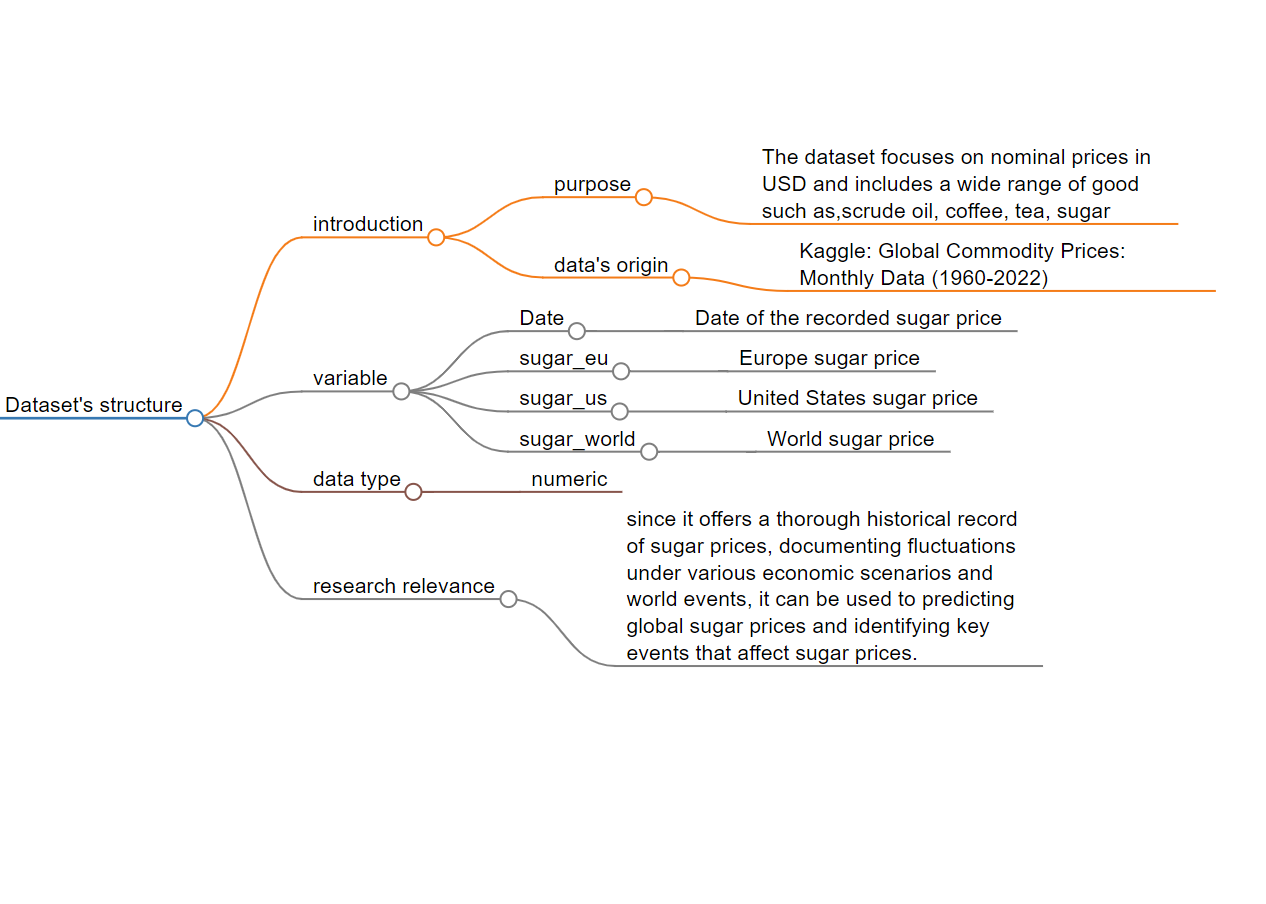 The dataset focuses on nominal prices in
USD and includes a wide range of good
such as,scrude oil, coffee, tea, sugar
purpose
introduction
data's origin
Kaggle: Global Commodity Prices:
Monthly Data (1960-2022)
Date
Date of the recorded sugar price
sugar_eu
Europe sugar price
variable
sugar_us
United States sugar price
Dataset's structure
sugar_world
World sugar price
data type
numeric
since it offers a thorough historical record
of sugar prices, documenting fluctuations
under various economic scenarios and
world events, it can be used to predicting
global sugar prices and identifying key
events that affect sugar prices.
research relevance